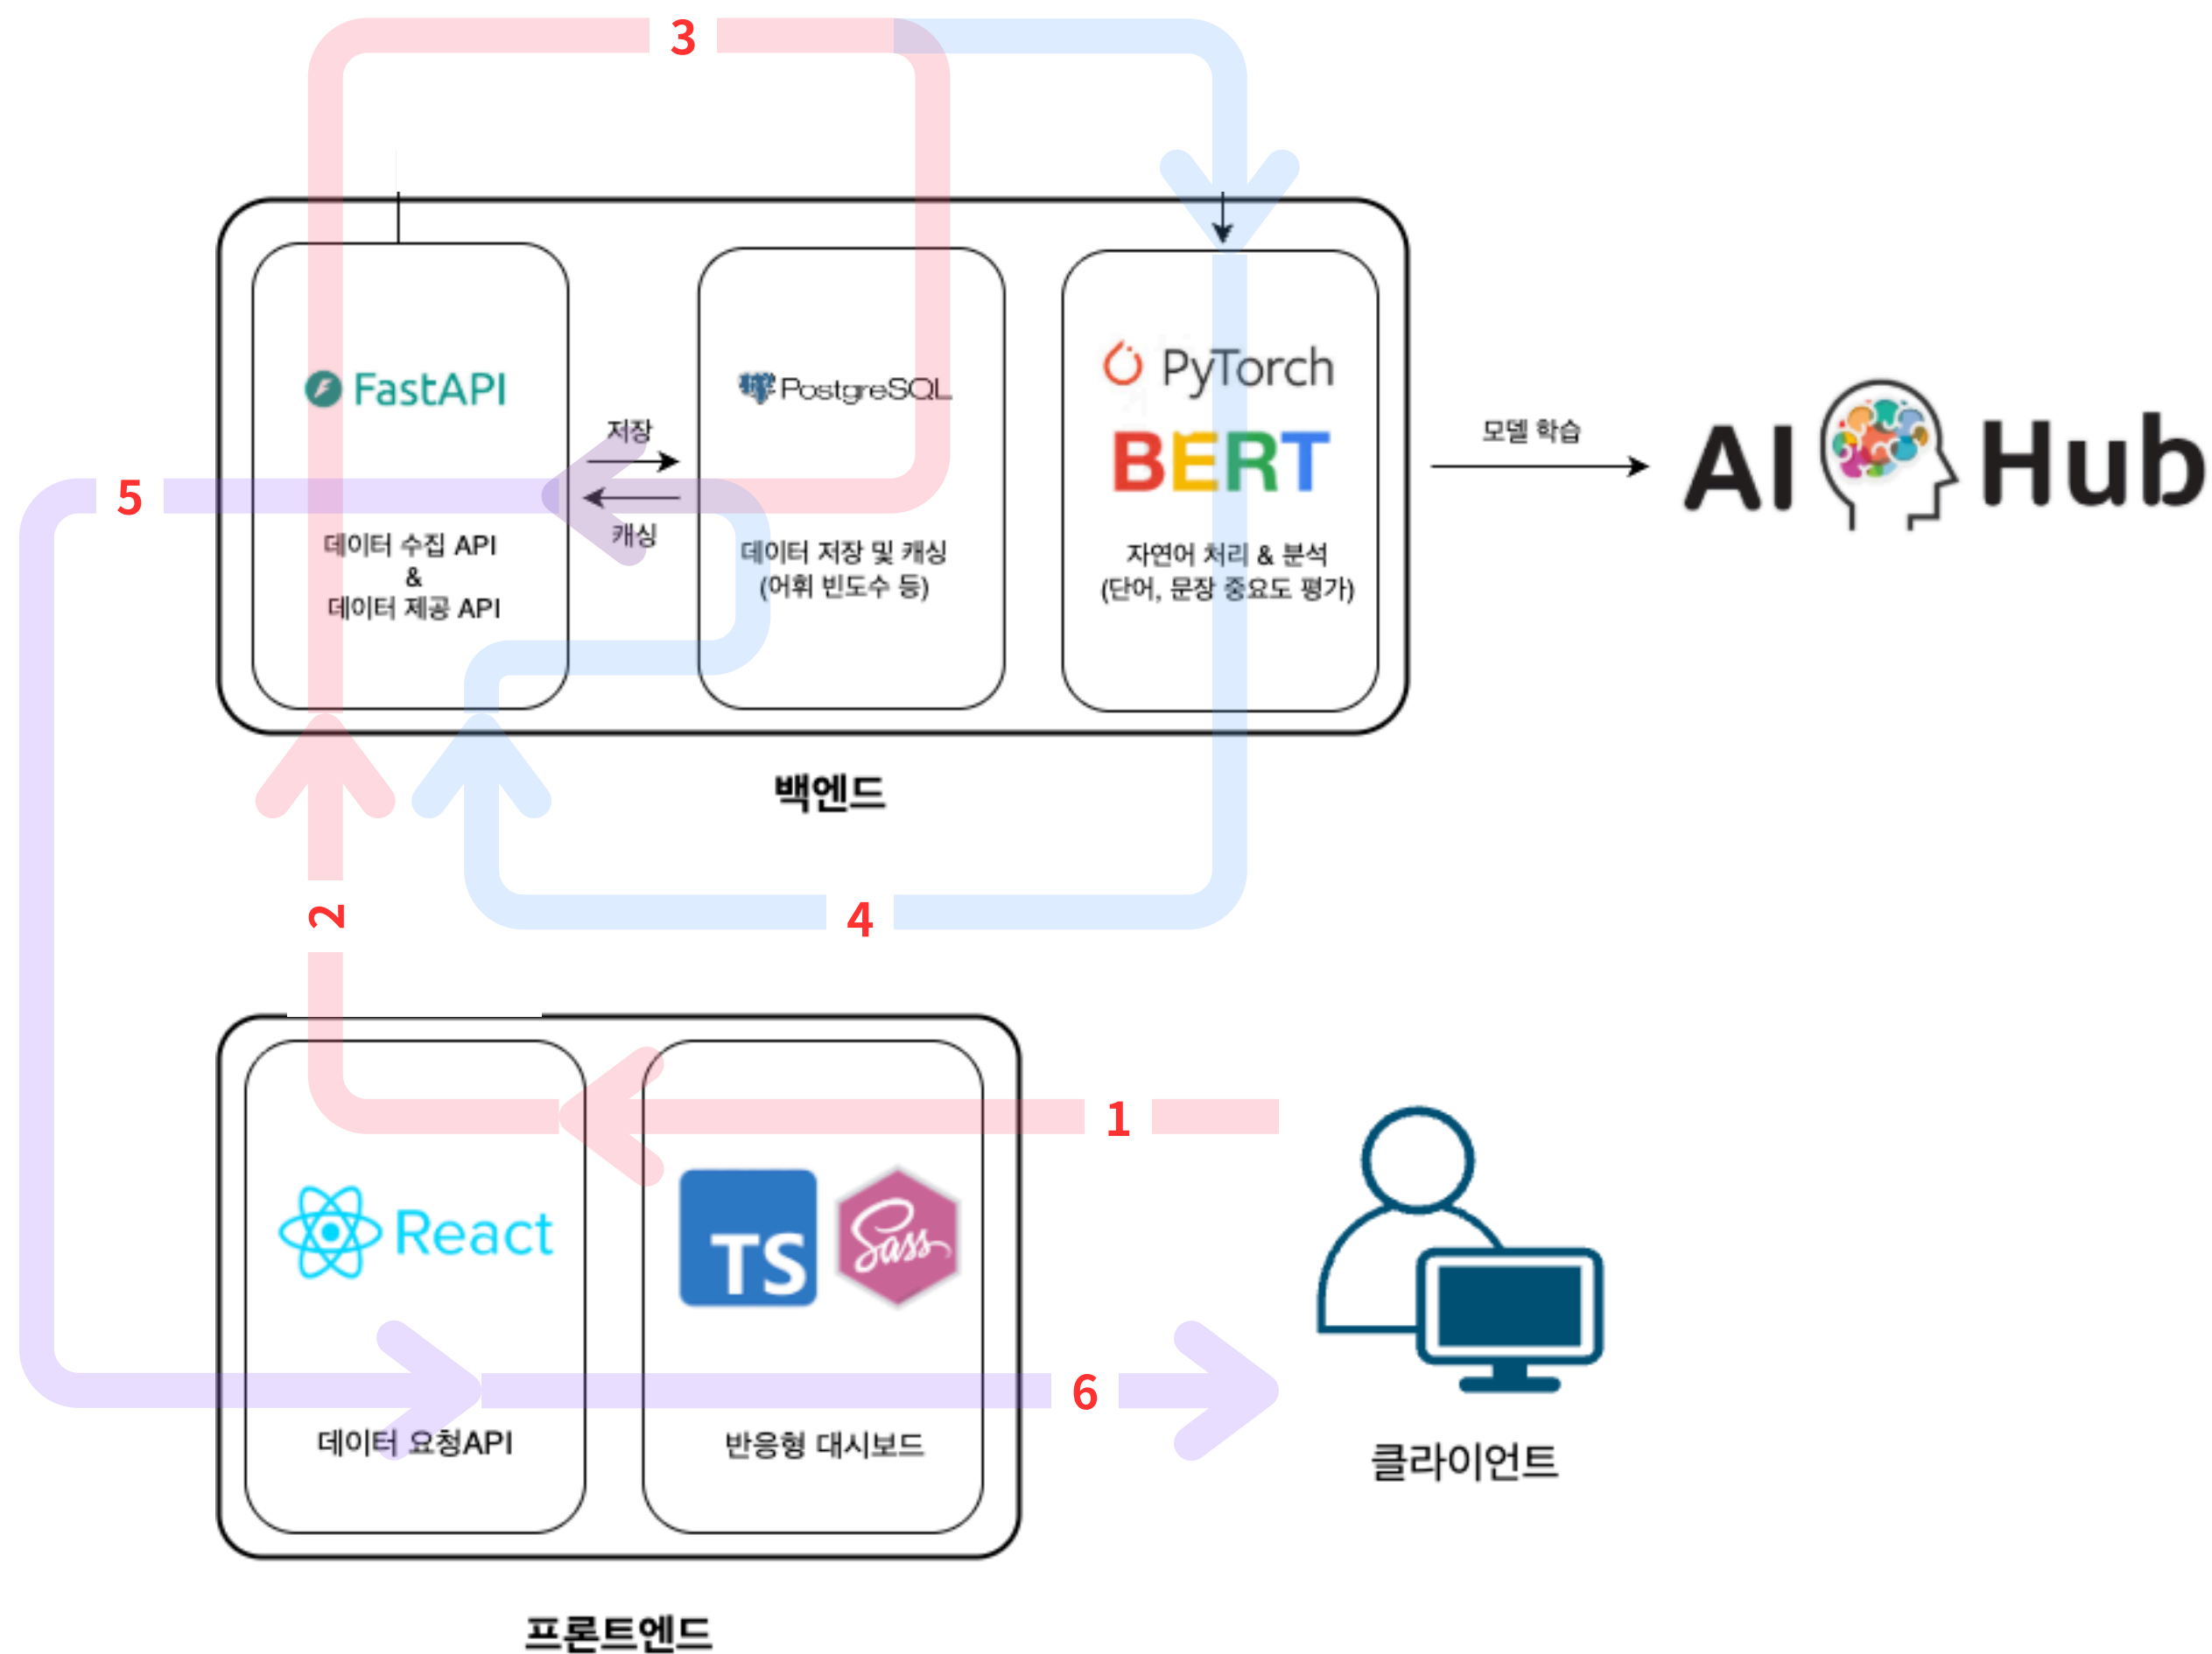 3
FastAPI
저장
PostgreSQL
PyTorch
BERT
모델 학습
AI Hub
5
캐싱
데이터 수집 API
&
데이터 제공 API
데이터 저장 및 캐싱
(어휘 빈도수 등)
자연어 처리 & 분석
(단어, 문장 중요도 평가)
백엔드
2
4
1
React
TS
Sass
6
데이터 요청API
반응형 대시보드
클라이언트
프론트엔드